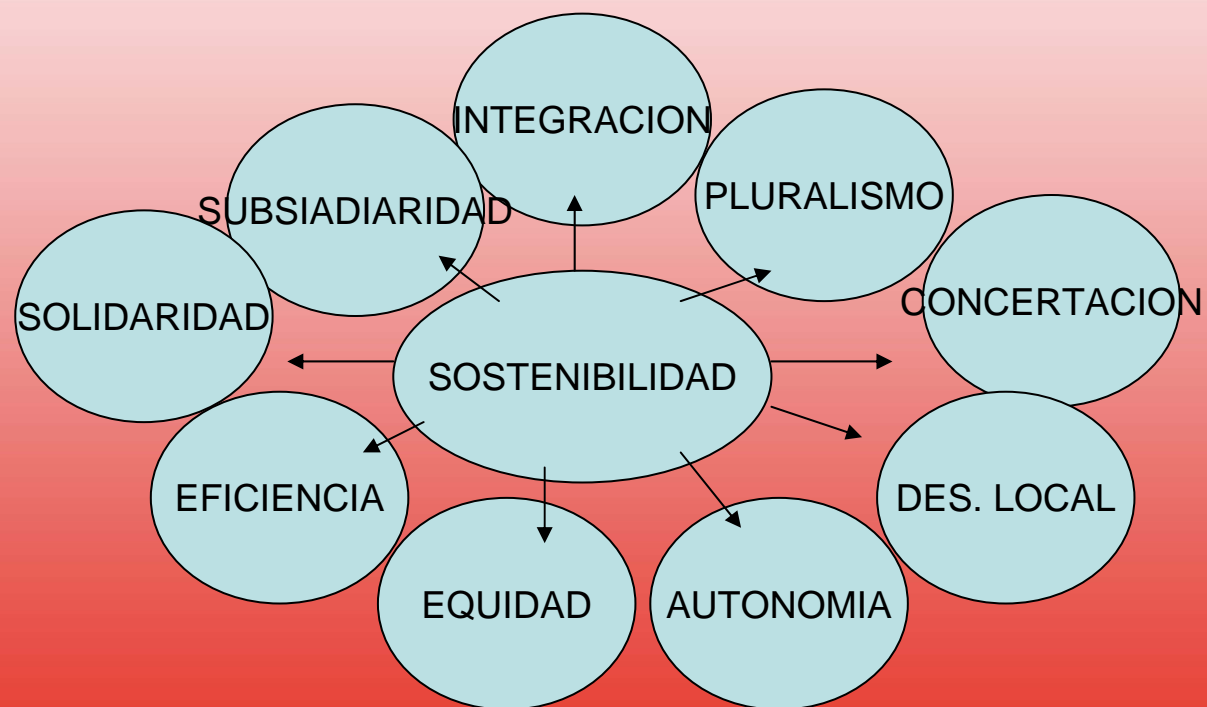 INTEGRACION
PLURALISMO
SUBSIADIARIDAD
CONCERTACION
SOLIDARIDAD
SOSTENIBILIDAD
EFICIENCIA
DES. LOCAL
EQUIDAD
AUTONOMIA